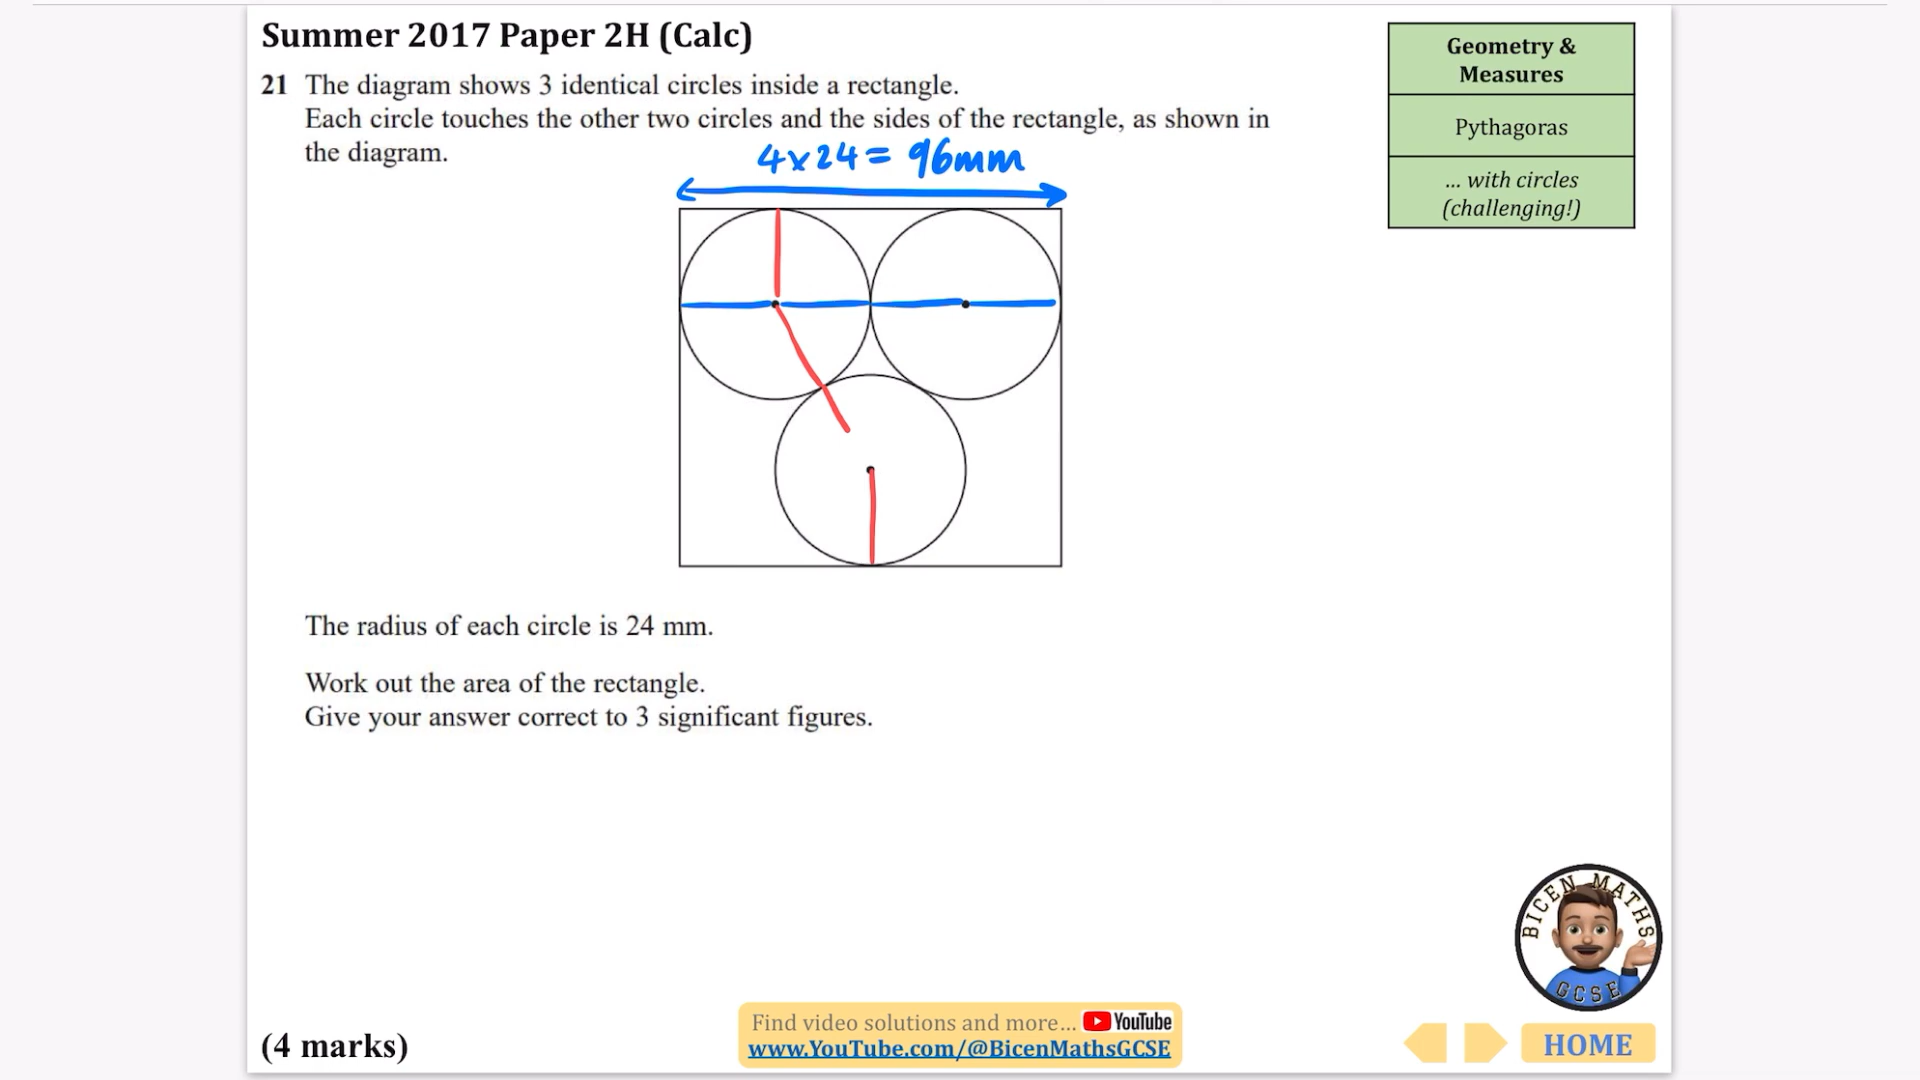 Summer 2017 Paper 2H (Calc)
21 The diagram shows 3 identical circles inside a rectangle.
Each circle touches the other two circles and the sides of the rectangle, as shown in
the diagram.
4×24 = 96mm
Geometry &
Measures
Pythagoras
... with circles
(challenging!)
The radius of each circle is 24 mm.
Work out the area of the rectangle.
Give your answer correct to 3 significant figures.
BICEN MATHS
GCSE
(4 marks)
Find video solutions and more... YouTube
www.YouTube.com/@BicenMathsGCSE
HOME